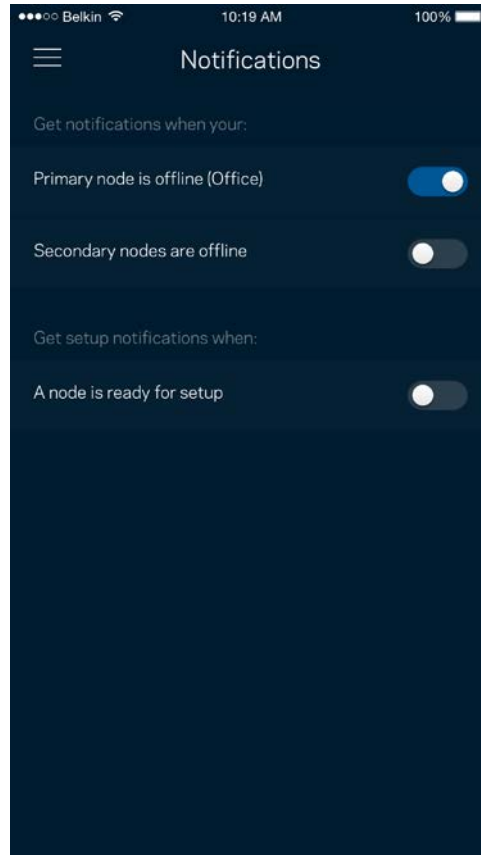 Belkin 10:19 AM 100%
Notifications
Get notifications when your:
Primary node is offline (Office)
Secondary nodes are offline
Get setup notifications when:
A node is ready for setup